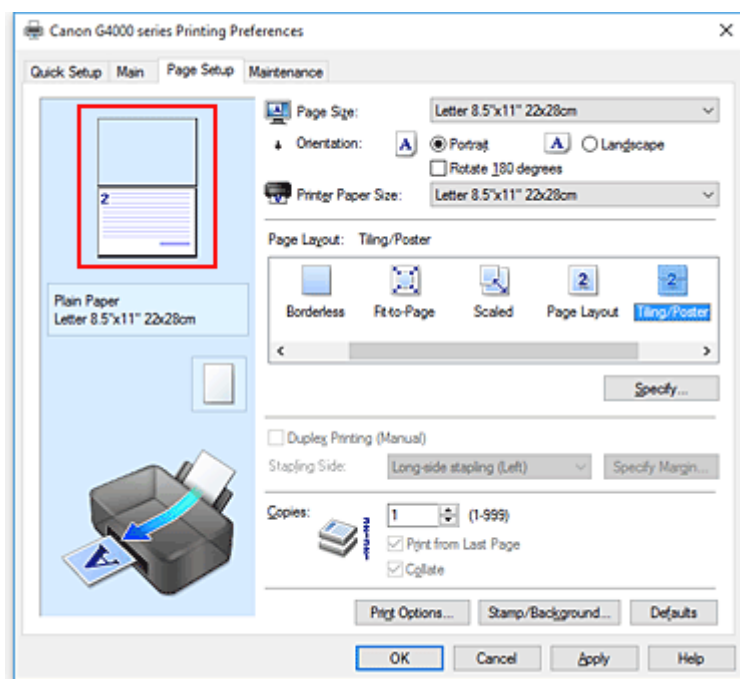 Canon G4000 series Printing Preferences
Quick Setup Main Page Setup Maintenance
2
Plain Paper
Letter 8.5"x11" 22x28cm
A
Page Size: Letter 8.5"x11" 22x28cm
Orientation: A Portrait A Landscape
Rotate 180 degrees
Printer Paper Size: Letter 8.5"x11" 22x28cm
Page Layout: Tiling/Poster
2 2
Borderless Fit-to-Page Scaled Page Layout Tiling/Poster
Specify...
Duplex Printing (Manual)
Stapling Side: Long-side stapling (Left) Specify Margin...
Copies: 1 (1-999)
Print from Last Page
Collate
Print Options... Stamp/Background... Defaults
OK Cancel Apply Help